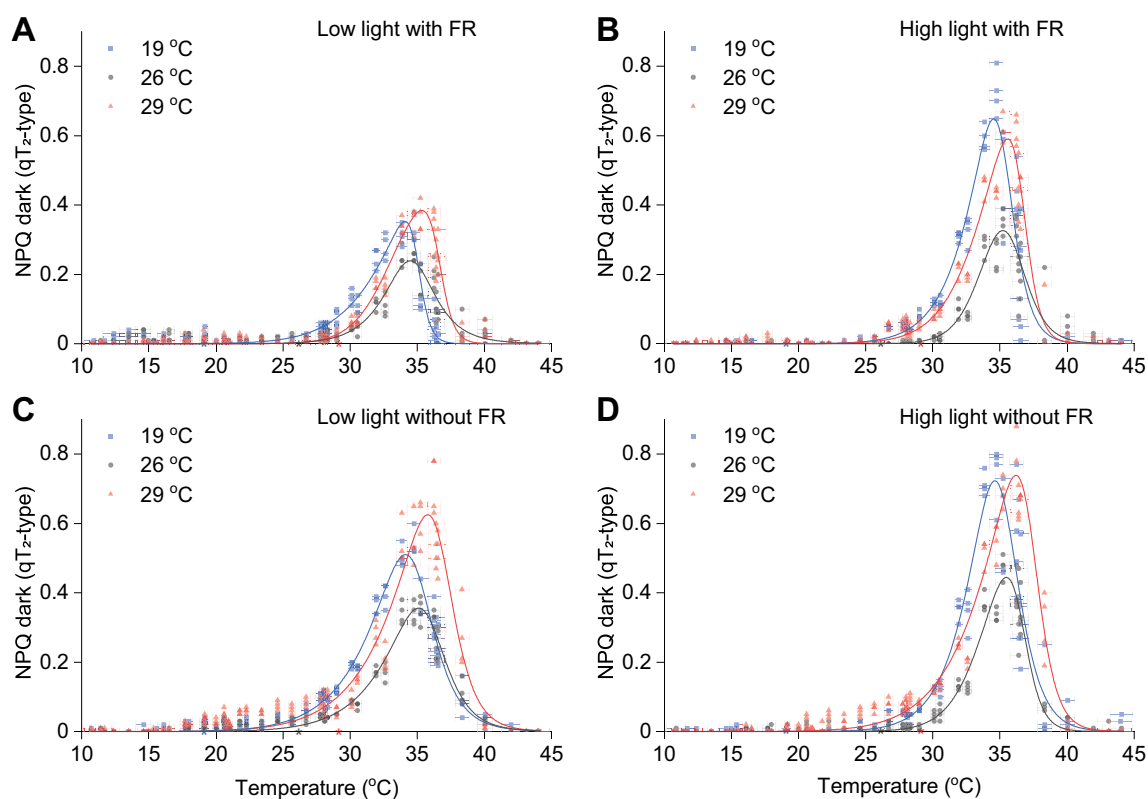 A
Low light with FR
19 °C
26 °C
29 °C
NPQ dark (qT₂-type)
0.8
0.6
0.4
0.2
0
10 15 20 25 30 35 40 45
B
High light with FR
19 °C
26 °C
29 °C
NPQ dark (qT₂-type)
0.8
0.6
0.4
0.2
0
10 15 20 25 30 35 40 45
C
Low light without FR
19 °C
26 °C
29 °C
NPQ dark (qT₂-type)
0.8
0.6
0.4
0.2
0
10 15 20 25 30 35 40 45
Temperature (°C)
D
High light without FR
19 °C
26 °C
29 °C
NPQ dark (qT₂-type)
0.8
0.6
0.4
0.2
0
10 15 20 25 30 35 40 45
Temperature (°C)